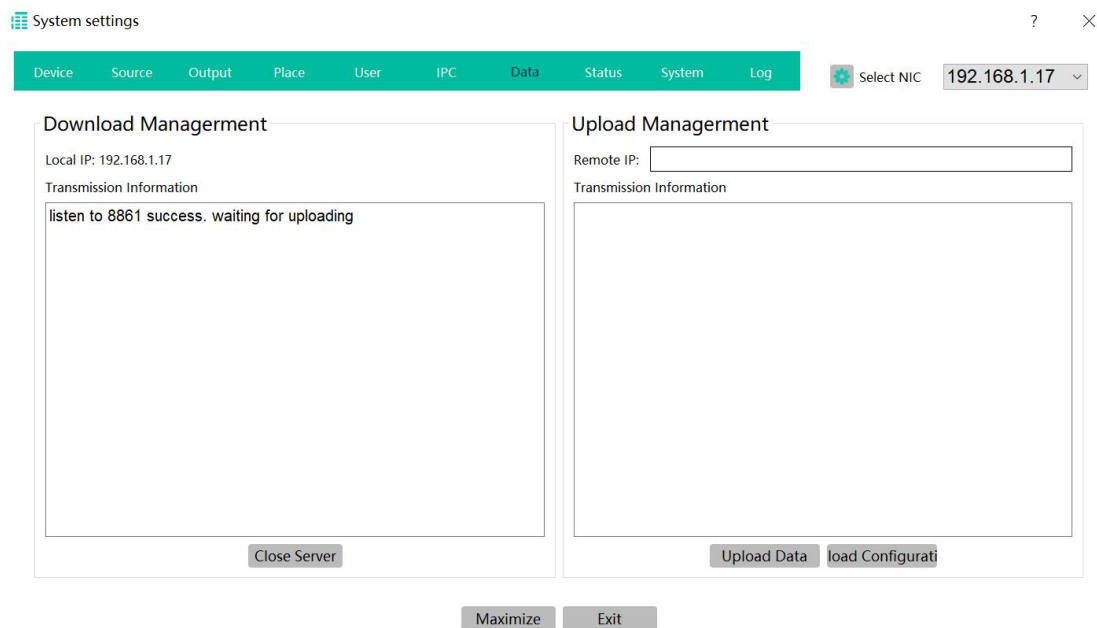 System settings
?
Device Source Output Place User IPC Data Status System Log
Select NIC 192.168.1.17
Download Managerment
Local IP: 192.168.1.17
Transmission Information
listen to 8861 success. waiting for uploading
Close Server
Upload Managerment
Remote IP:
Transmission Information
Upload Data load Configurati
Maximize Exit